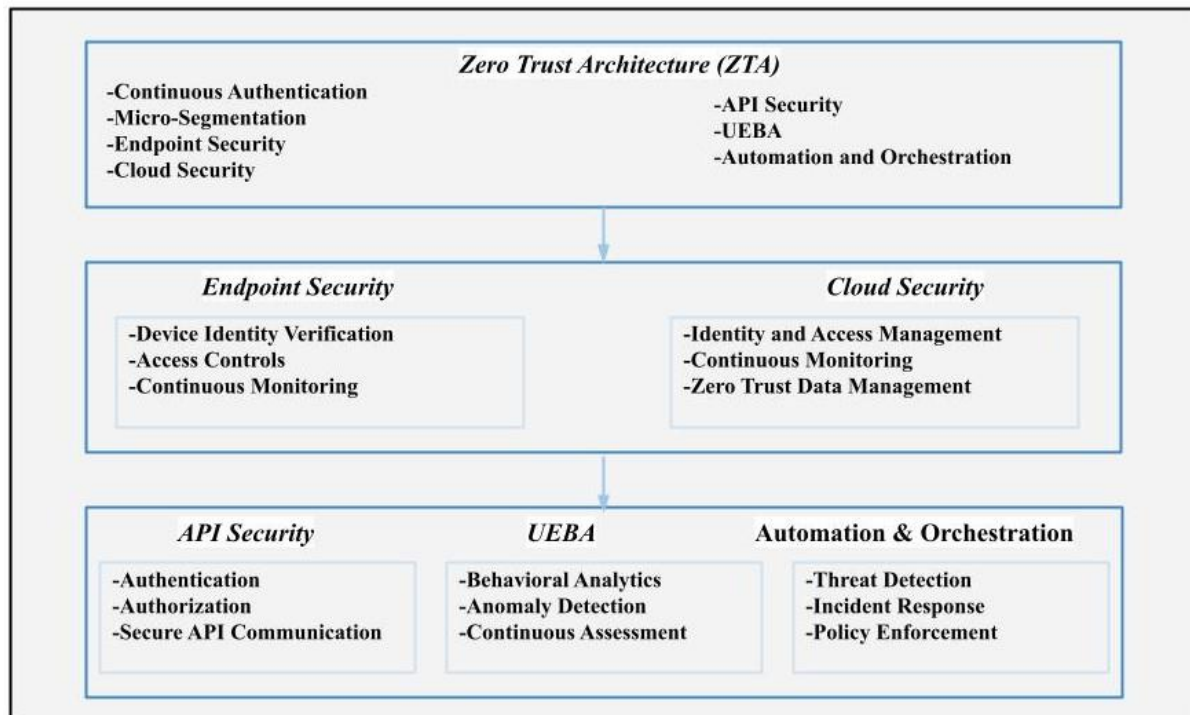 Zero Trust Architecture (ZTA)
-Continuous Authentication
-Micro-Segmentation
-Endpoint Security
-Cloud Security
-API Security
-UEBA
-Automation and Orchestration
Endpoint Security
-Device Identity Verification
-Access Controls
-Continuous Monitoring
Cloud Security
-Identity and Access Management
-Continuous Monitoring
-Zero Trust Data Management
API Security
-Authentication
-Authorization
-Secure API Communication
UEBA
-Behavioral Analytics
-Anomaly Detection
-Continuous Assessment
Automation & Orchestration
-Threat Detection
-Incident Response
-Policy Enforcement